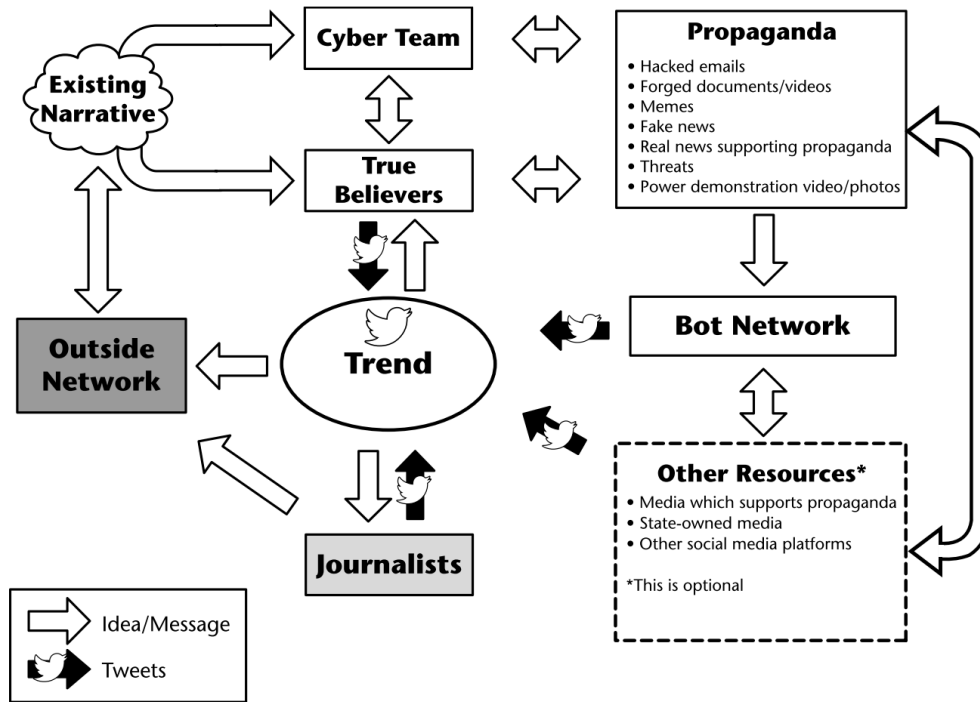 Existing
Narrative
Cyber Team
Propaganda
• Hacked emails
• Forged documents/videos
• Memes
• Fake news
• Real news supporting propaganda
• Threats
• Power demonstration video/photos
True
Believers
Outside
Network
Trend
Bot Network
Other Resources*
• Media which supports propaganda
• State-owned media
• Other social media platforms
*This is optional
Journalists
Idea/Message
Tweets